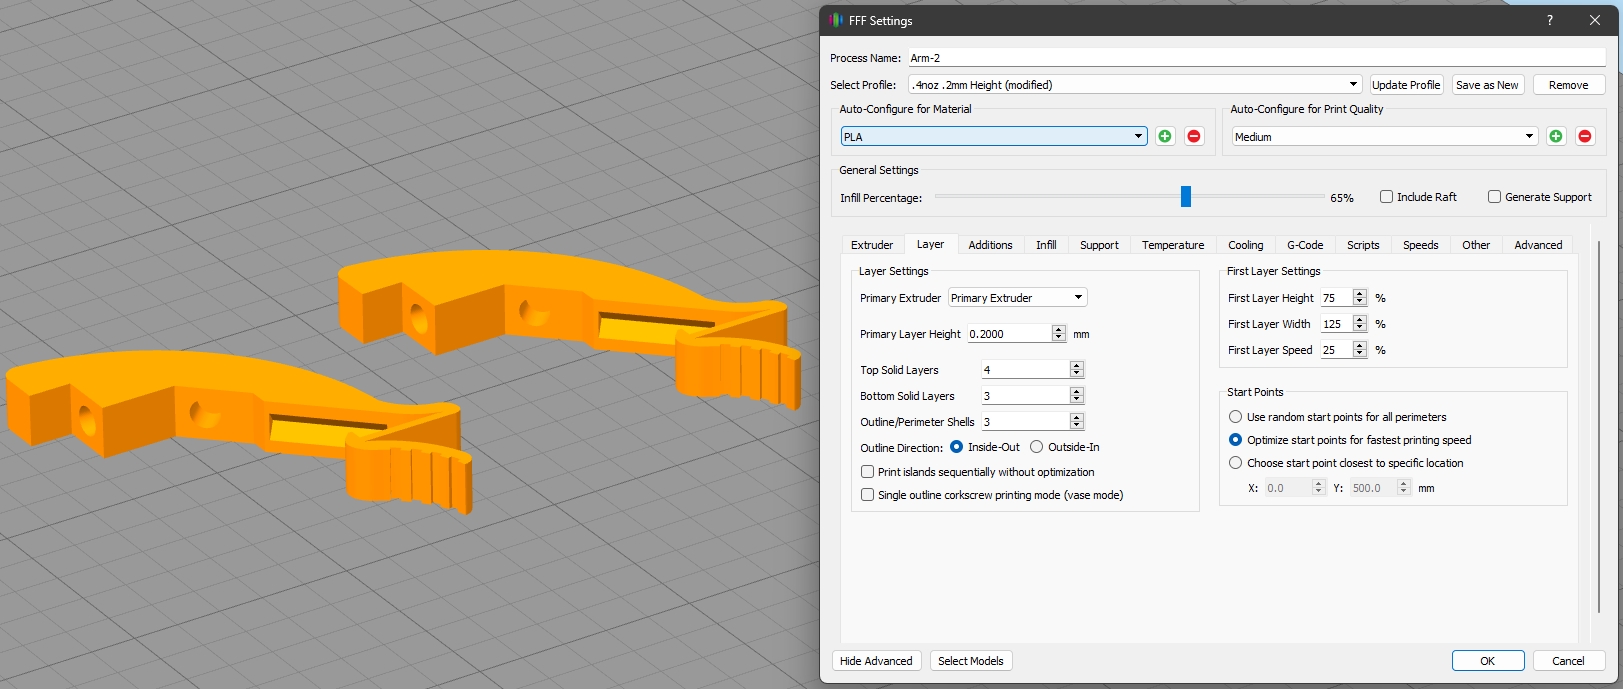 FFF Settings
Process Name: Arm-2
Select Profile: .4noz .2mm Height (modified) Update Profile Save as New Remove
Auto-Configure for Material
PLA
Auto-Configure for Print Quality
Medium
General Settings
Infill Percentage: 65% Include Raft Generate Support
Extruder Layer Additions Infill Support Temperature Cooling G-Code Scripts Speeds Other Advanced
Layer Settings
Primary Extruder Primary Extruder
Primary Layer Height 0.2000 mm
Top Solid Layers 4
Bottom Solid Layers 3
Outline/Perimeter Shells 3
Outline Direction: Inside-Out Outside-In
Print islands sequentially without optimization
Single outline corkscrew printing mode (vase mode)
First Layer Settings
First Layer Height 75 %
First Layer Width 125 %
First Layer Speed 25 %
Start Points
Use random start points for all perimeters
Optimize start points for fastest printing speed
Choose start point closest to specific location
X: 0.0 Y: 500.0 mm
Hide Advanced Select Models OK Cancel